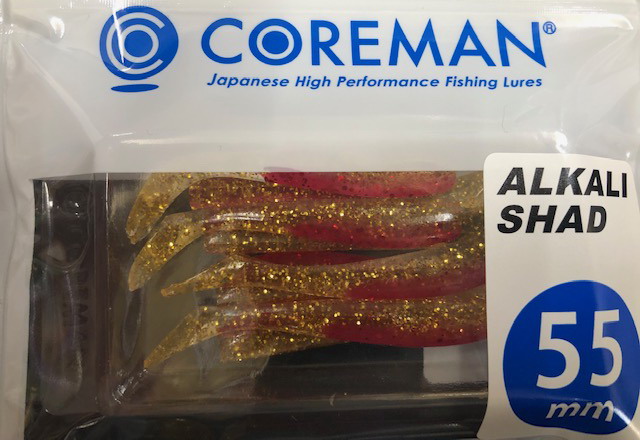 COREMAN®
Japanese High Performance Fishing Lures
ALKALI
SHAD
55
mm